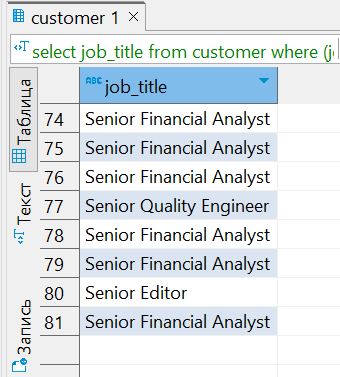 customer 1
select job_title from customer where (j
Таблица
Текст
Запись
ABC job_title
74 Senior Financial Analyst
75 Senior Financial Analyst
76 Senior Financial Analyst
77 Senior Quality Engineer
78 Senior Financial Analyst
79 Senior Financial Analyst
80 Senior Editor
81 Senior Financial Analyst